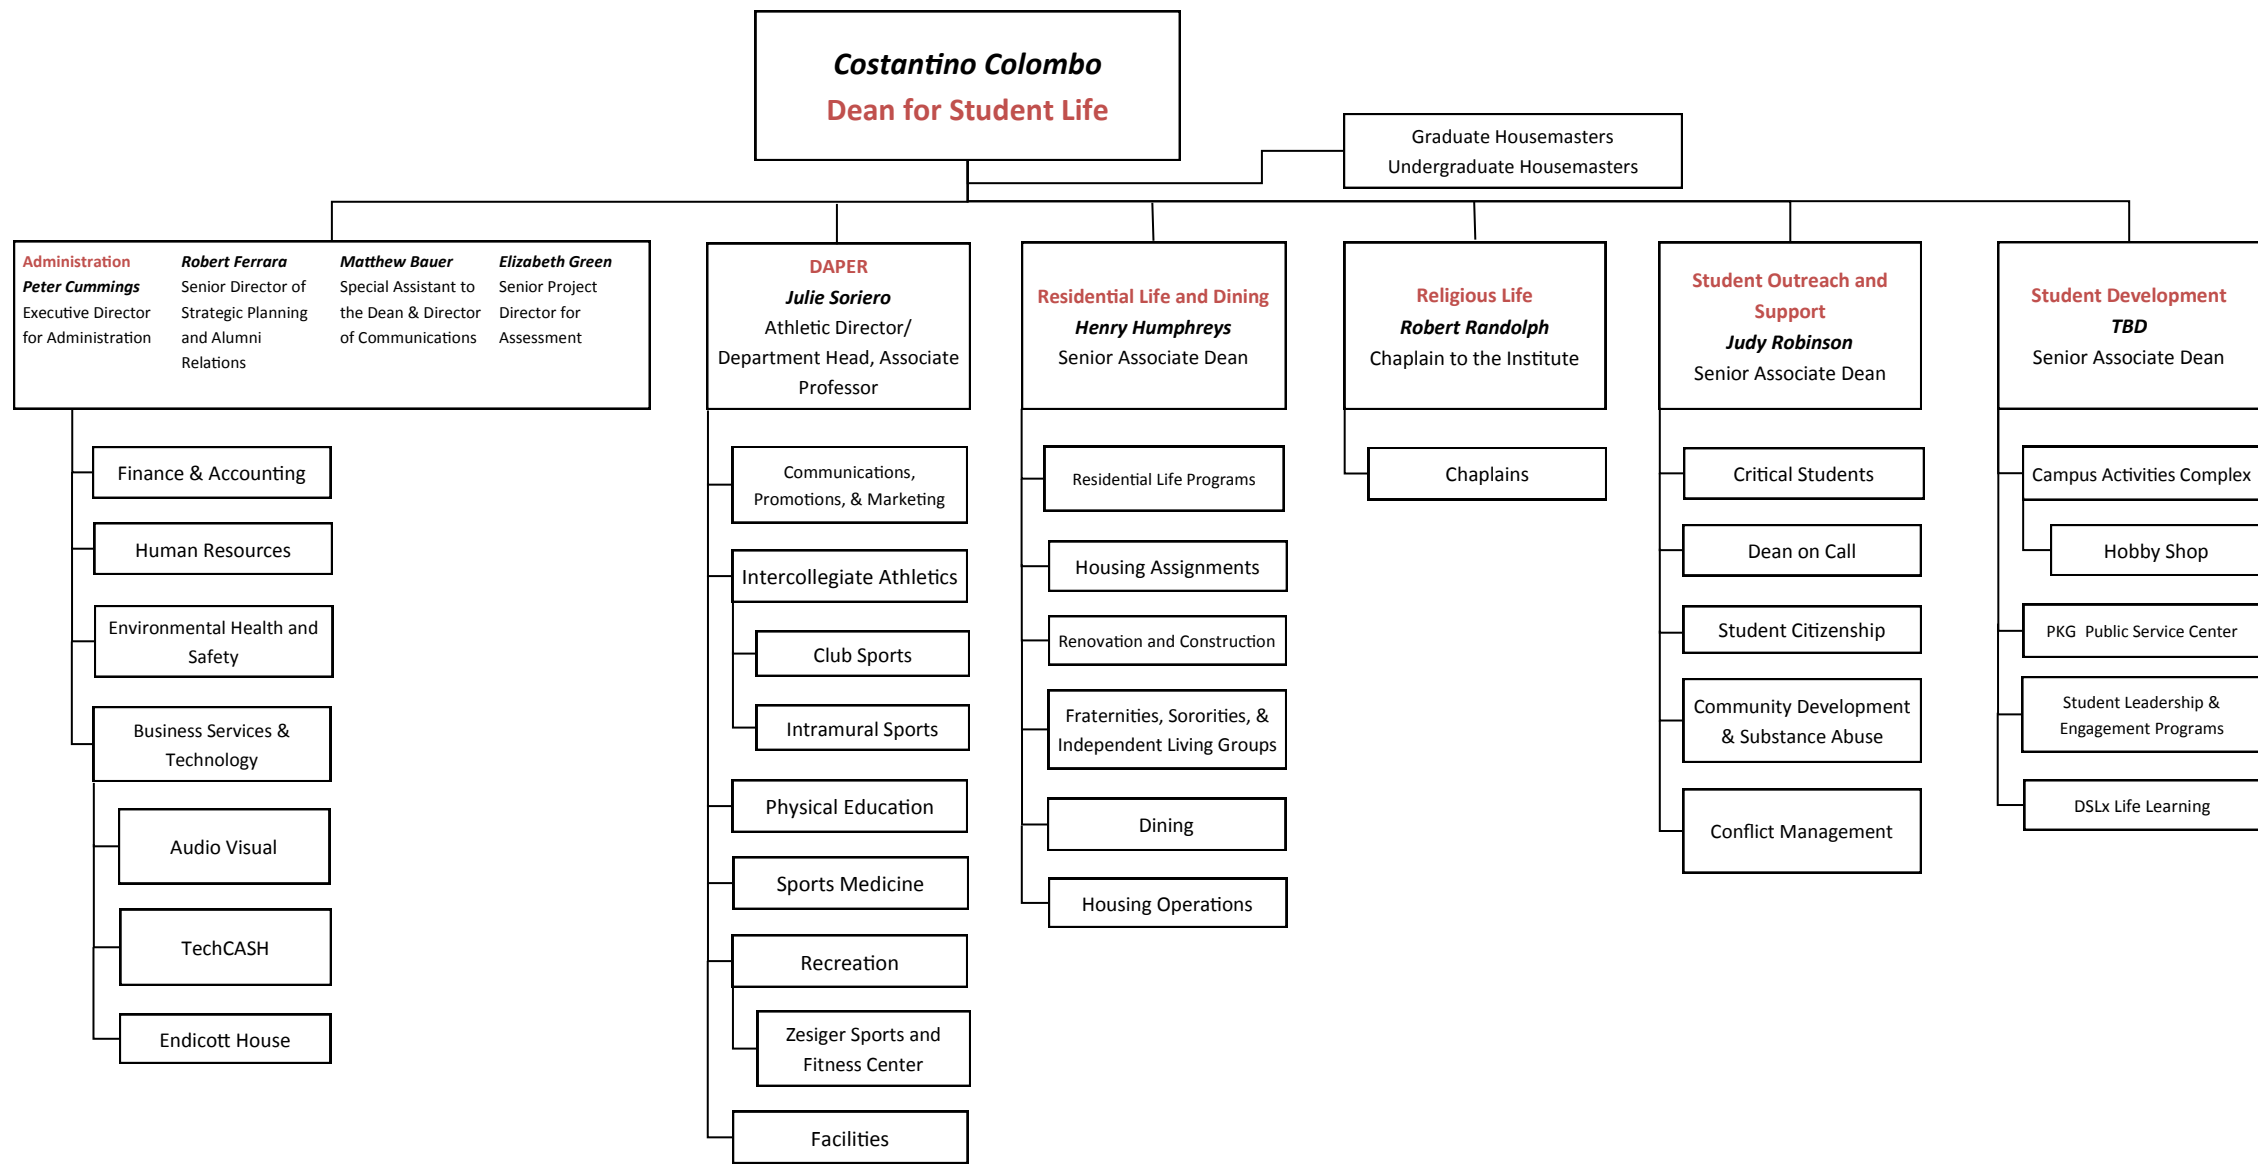 Costantino Colombo
Dean for Student Life
Graduate Housemasters
Undergraduate Housemasters
Administration
Peter Cummings
Executive Director
for Administration
Robert Ferrara
Senior Director of
Strategic Planning
and Alumni
Relations
Matthew Bauer
Special Assistant to
the Dean & Director
of Communications
Elizabeth Green
Senior Project
Director for
Assessment
Finance & Accounting
Human Resources
Environmental Health and
Safety
Business Services &
Technology
Audio Visual
TechCASH
Endicott House
DAPER
Julie Soriero
Athletic Director/
Department Head, Associate
Professor
Communications,
Promotions, & Marketing
Intercollegiate Athletics
Club Sports
Intramural Sports
Physical Education
Sports Medicine
Recreation
Zesiger Sports and
Fitness Center
Facilities
Residential Life and Dining
Henry Humphreys
Senior Associate Dean
Residential Life Programs
Housing Assignments
Renovation and Construction
Fraternities, Sororities, &
Independent Living Groups
Dining
Housing Operations
Religious Life
Robert Randolph
Chaplain to the Institute
Chaplains
Student Outreach and
Support
Judy Robinson
Senior Associate Dean
Critical Students
Dean on Call
Student Citizenship
Community Development
& Substance Abuse
Conflict Management
Student Development
TBD
Senior Associate Dean
Campus Activities Complex
Hobby Shop
PKG Public Service Center
Student Leadership &
Engagement Programs
DSLx Life Learning